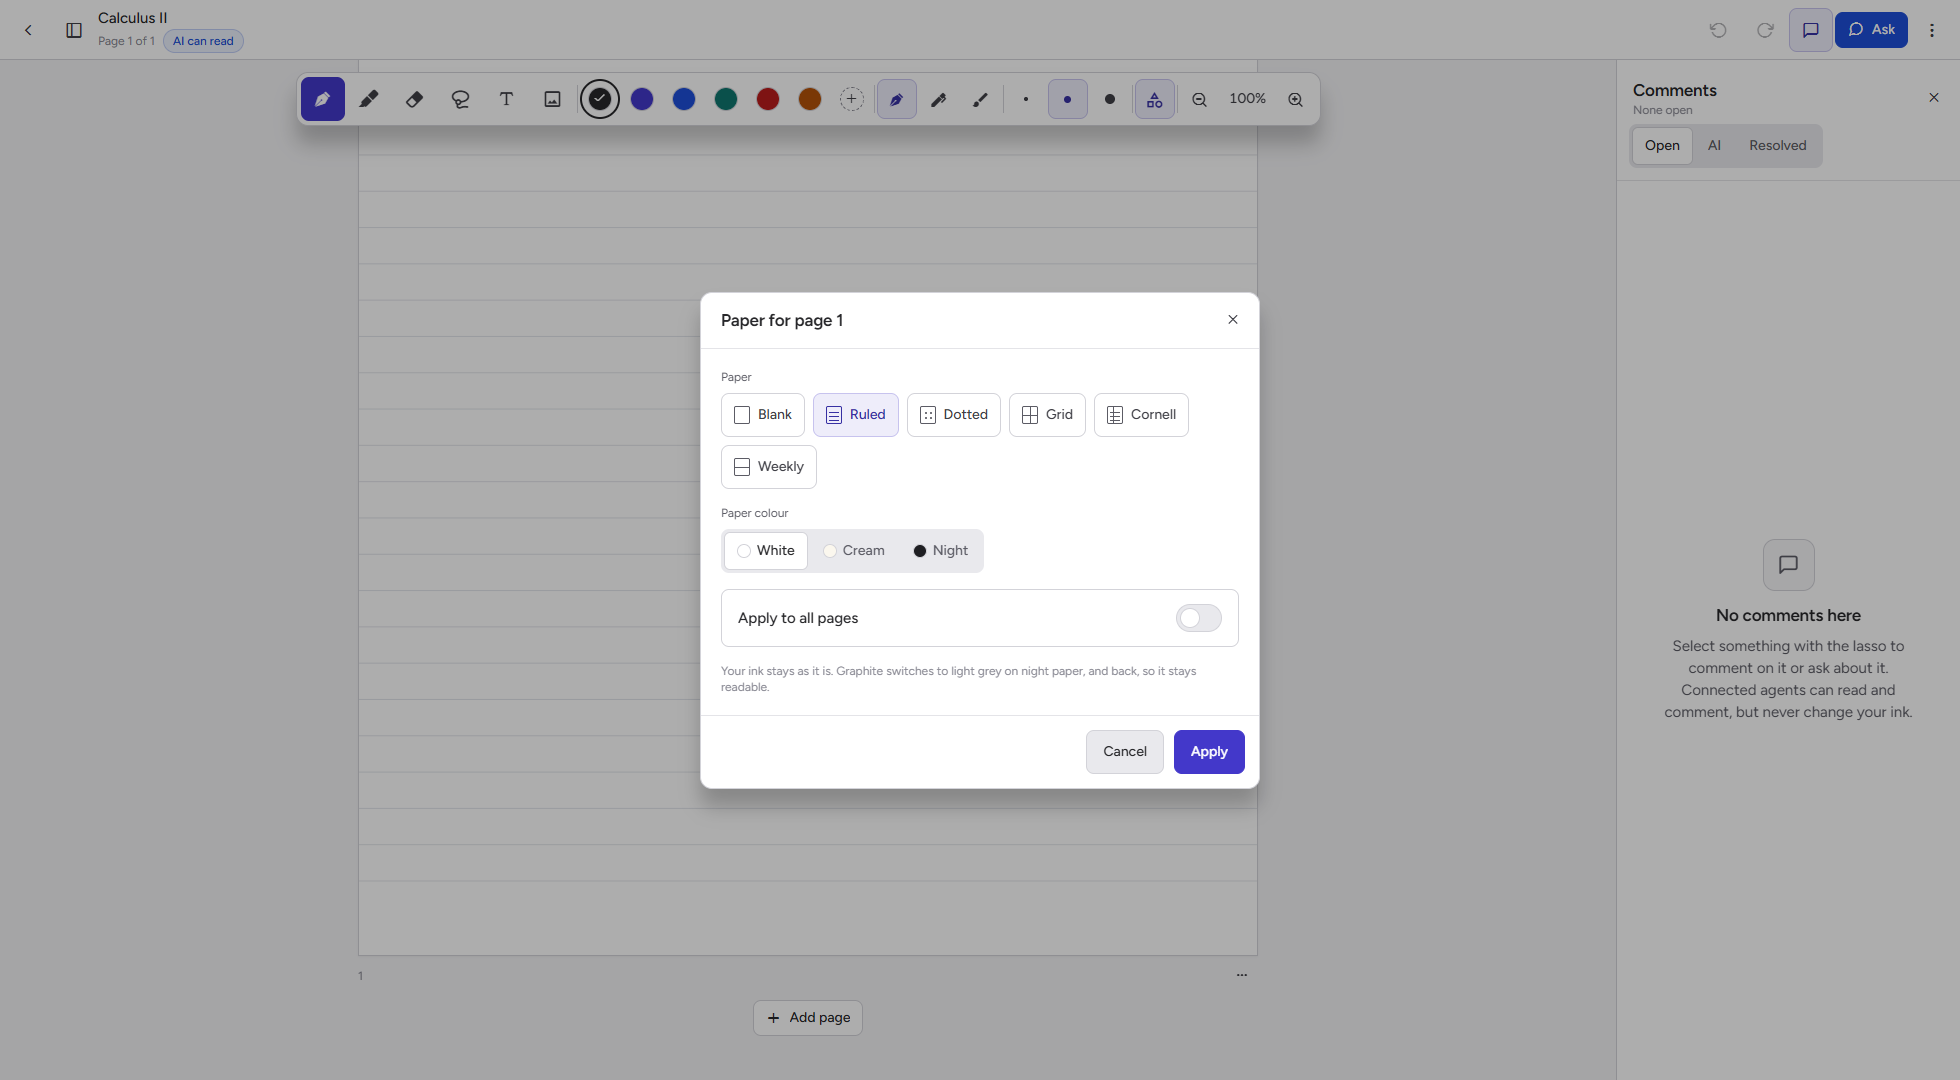 Calculus II
Page 1 of 1 AI can read
Ask
T
100%
Comments
None open
Open AI Resolved
Paper for page 1
Paper
Blank Ruled Dotted Grid Cornell
Weekly
Paper colour
White Cream Night
Apply to all pages
Your ink stays as it is. Graphite switches to light grey on night paper, and back, so it stays
readable.
Cancel Apply
No comments here
Select something with the lasso to
comment on it or ask about it.
Connected agents can read and
comment, but never change your ink.
1
Add page